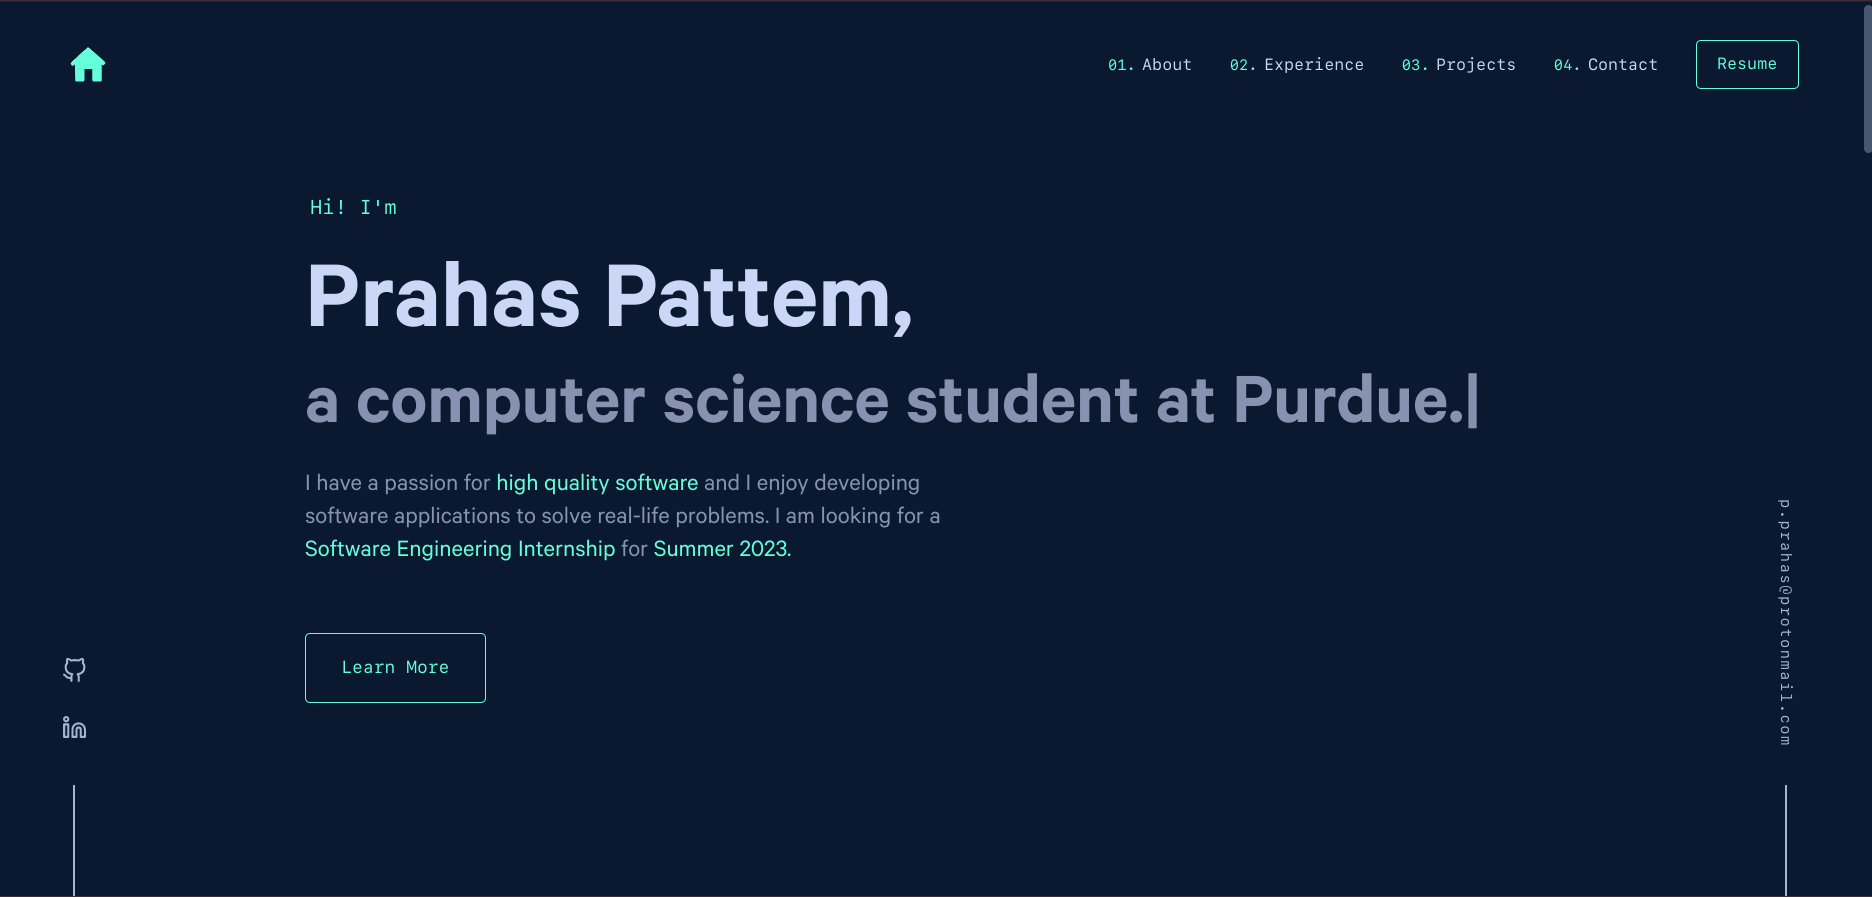 01. About 02. Experience 03. Projects 04. Contact Resume
Hi! I'm
Prahas Pattem,
a computer science student at Purdue.|
I have a passion for high quality software and I enjoy developing
software applications to solve real-life problems. I am looking for a
Software Engineering Internship for Summer 2023.
Learn More
in
p.prahas@protonmail.com